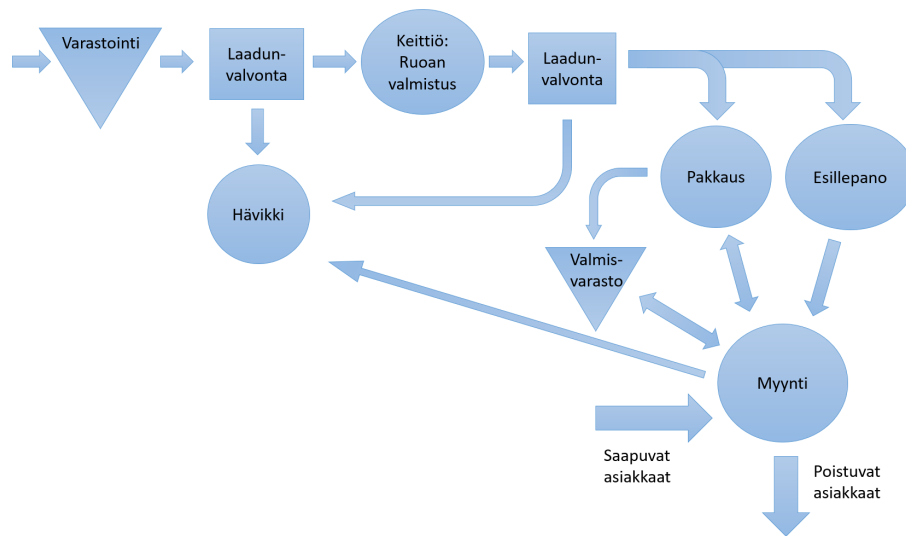 Varastointi
Laadun-
valvonta
Keittiö:
Ruoan
valmistus
Laadun-
valvonta
Hävikki
Pakkaus
Esillepano
Valmis-
varasto
Myynti
Saapuvat
asiakkaat
Poistuvat
asiakkaat